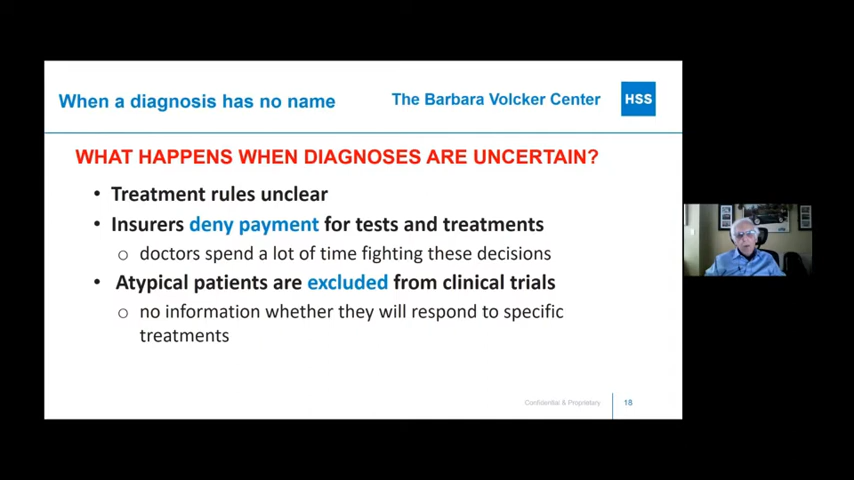 When a diagnosis has no name
The Barbara Volcker Center
HSS
WHAT HAPPENS WHEN DIAGNOSES ARE UNCERTAIN?
• Treatment rules unclear
• Insurers deny payment for tests and treatments
o doctors spend a lot of time fighting these decisions
• Atypical patients are excluded from clinical trials
o no information whether they will respond to specific
treatments
Confidential & Proprietary
18